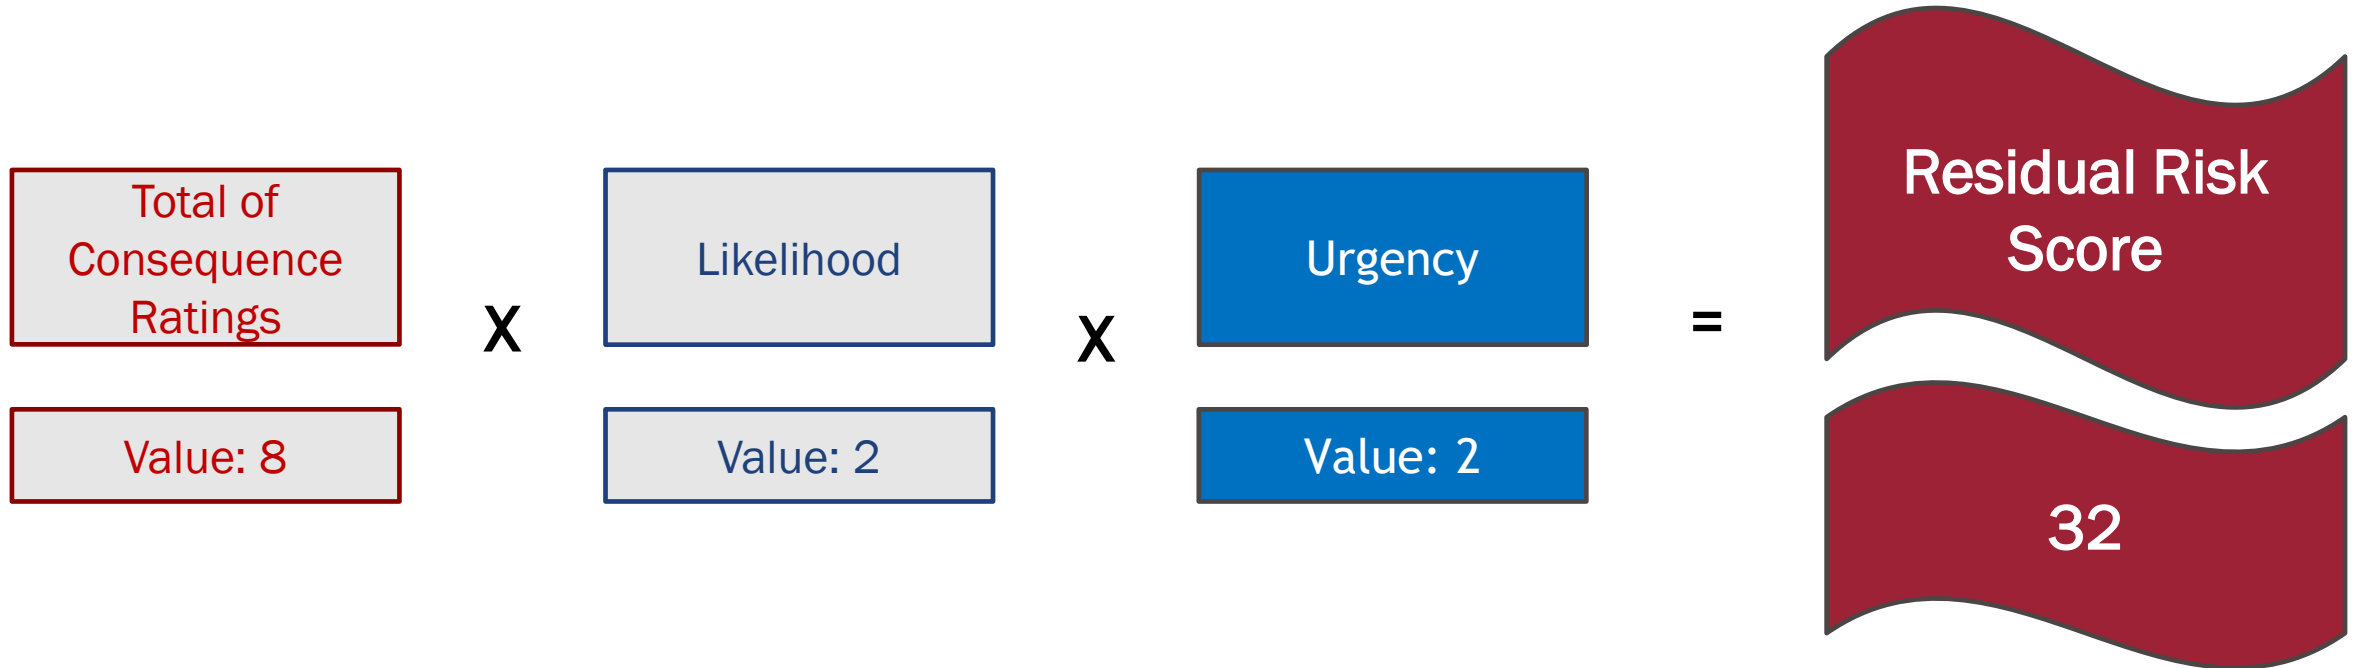 Total of
Consequence
Ratings
X
Likelihood
X
Urgency
=
Residual Risk
Score
Value: 8
Value: 2
Value: 2
32